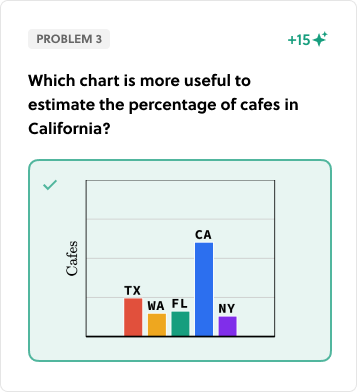 PROBLEM 3
+15
Which chart is more useful to
estimate the percentage of cafes in
California?
Cafes
TX
WA
FL
CA
NY